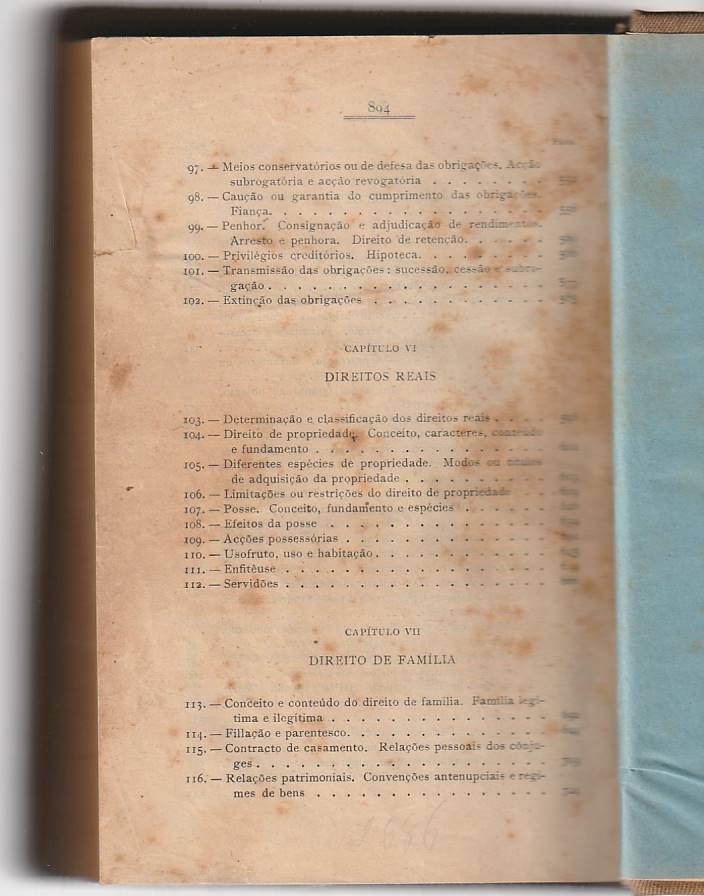 894
97. — Meios conservatórios ou de defesa das obrigações. Acção
subrogatória e acção revogatória . . . . . . .
98. — Caução ou garantia do cumprimento das obrigações.
Fiança. . . . . . . . . . . . . . . . .
99. — Penhor. Consignação e adjudicação de rendimentos.
Arresto e penhora. Direito de retenção. . . . . .
100. — Privilégios creditórios. Hipoteca. . . . . . . . .
101. — Transmissão das obrigações: sucessão, cessão e subro-
gação . . . . . . . . . . . . . . . . . .
102. — Extinção das obrigações . . . . . . . . . . .
CAPÍTULO VI
DIREITOS REAIS
103. — Determinação e classificação dos direitos reais . . . .
104. — Direito de propriedade. Conceito, caracteres, conteúdo
e fundamento . . . . . . . . . . . . . . .
105. — Diferentes espécies de propriedade. Modos ou títulos
de adquisição da propriedade . . . . . . . . .
106. — Limitações ou restrições do direito de propriedade . .
107. — Posse. Conceito, fundamento e espécies . . . . . .
108. — Efeitos da posse . . . . . . . . . . . . . .
109. — Acções possessórias . . . . . . . . . . . . .
110. — Usofruto, uso e habitação . . . . . . . . . . .
111. — Enfitêuse . . . . . . . . . . . . . . . . .
112. — Servidões . . . . . . . . . . . . . . . . .
CAPÍTULO VII
DIREITO DE FAMÍLIA
113. — Conceito e conteúdo do direito de família. Família legí-
tima e ilegítima . . . . . . . . . . . . . .
114. — Fillação e parentesco. . . . . . . . . . . . .
115. — Contracto de casamento. Relações pessoais dos cônju-
ges . . . . . . . . . . . . . . . . . . .
116. — Relações patrimoniais. Convenções antenupciais e regí-
mes de bens . . . . . . . . . . . . . . .